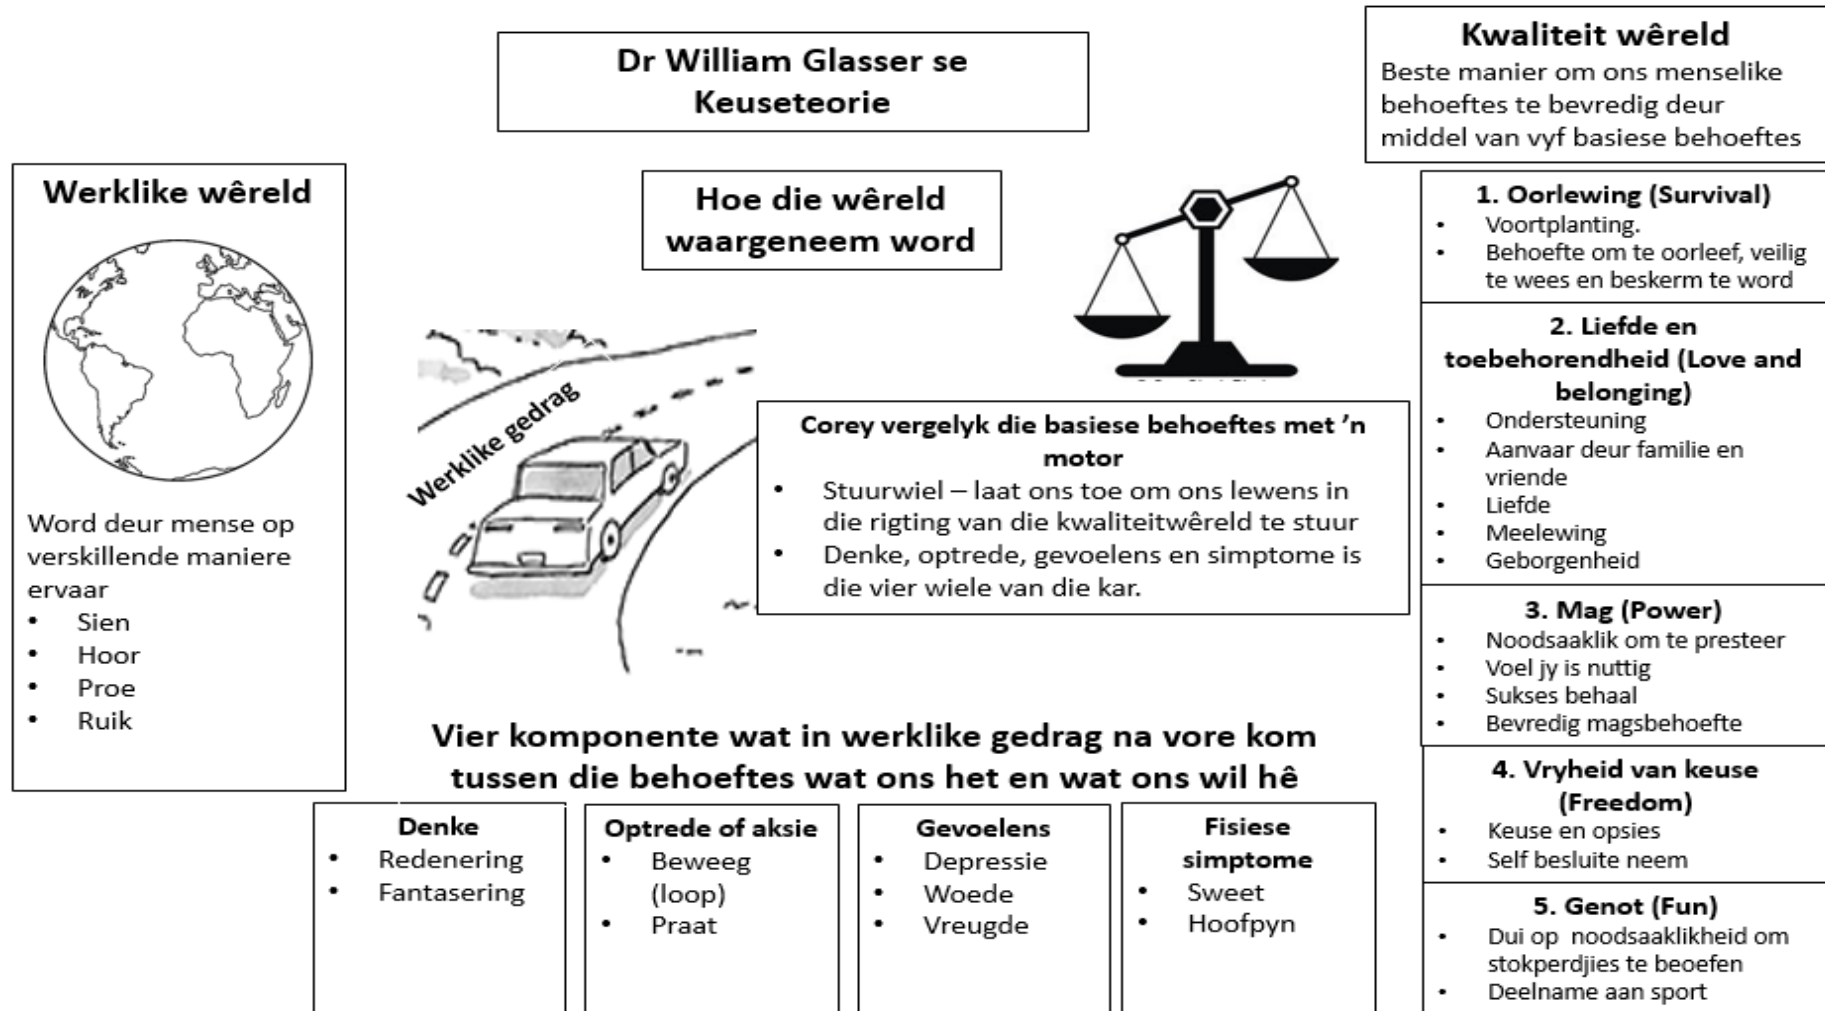 Dr William Glasser se
Keuseteorie
Kwaliteit wêreld
Beste manier om ons menselike
behoeftes te bevredig deur
middel van vyf basiese behoeftes
Werklike wêreld
Word deur mense op
verskillende maniere
ervaar
• Sien
• Hoor
• Proe
• Ruik
Hoe die wêreld
waargeneem word
Werklike gedrag
Corey vergelyk die basiese behoeftes met ’n
motor
• Stuurwiel – laat ons toe om ons lewens in
die rigting van die kwaliteitwêreld te stuur
• Denke, optrede, gevoelens en simptome is
die vier wiele van die kar.
1. Oorlewing (Survival)
• Voortplanting.
• Behoefte om te oorleef, veilig
te wees en beskerm te word
2. Liefde en
toebehorendheid (Love and
belonging)
• Ondersteuning
• Aanvaar deur familie en
vriende
• Liefde
• Meelewing
• Geborgenheid
3. Mag (Power)
• Noodsaaklik om te presteer
• Voel jy is nuttig
• Sukses behaal
• Bevredig magsbehoefte
4. Vryheid van keuse
(Freedom)
• Keuse en opsies
• Self besluite neem
5. Genot (Fun)
• Dui op noodsaaklikheid om
stokperdjies te beoefen
• Deelname aan sport
Vier komponente wat in werklike gedrag na vore kom
tussen die behoeftes wat ons het en wat ons wil hê
Denke
• Redenering
• Fantasering
Optrede of aksie
• Beweeg
(loop)
• Praat
Gevoelens
• Depressie
• Woede
• Vreugde
Fisiese
simptome
• Sweet
• Hoofpyn